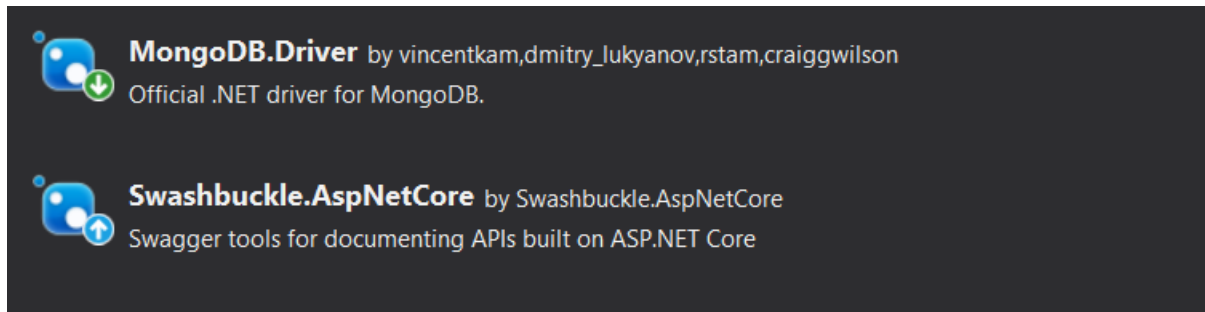 MongoDB.Driver by vincentkam,dmitry_lukyanov,rstam,craiggwilson
Official .NET driver for MongoDB.
Swashbuckle.AspNetCore by Swashbuckle.AspNetCore
Swagger tools for documenting APIs built on ASP.NET Core